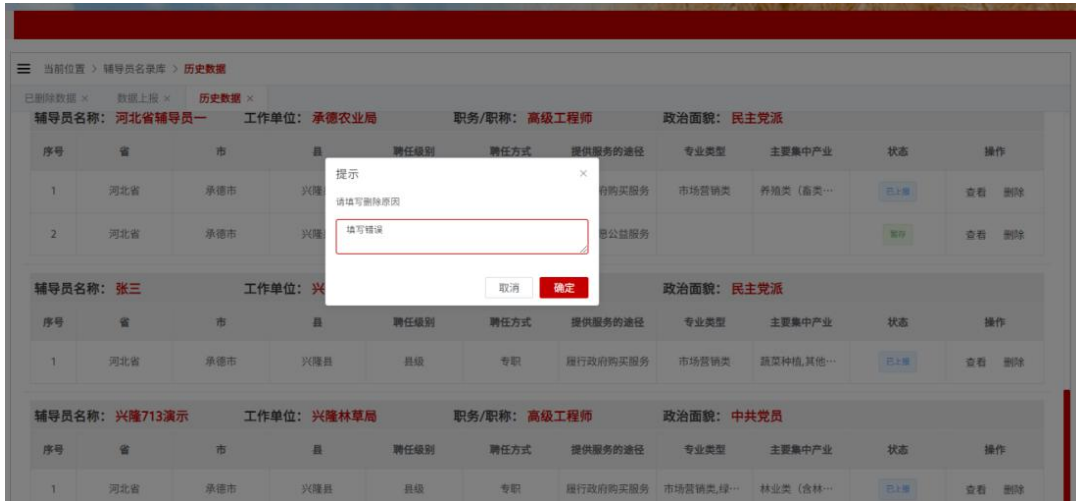 当前位置 > 辅导员名录库 > 历史数据
已删除数据 × 数据上报 × 历史数据 ×
辅导员名称： 河北省辅导员一 工作单位： 承德农业局 职务/职称： 高级工程师 政治面貌： 民主党派
序号 省 市 县 聘任级别 聘任方式 提供服务的途径 专业类型 主要集中产业 状态 操作
1 河北省 承德市 兴隆 府购买服务 市场营销类 养殖类（畜类… 已上报 查看 删除
2 河北省 承德市 兴隆 公益服务 暂存 查看 删除
提示 ×
请填写删除原因
填写错误
取消 确定
辅导员名称： 张三 工作单位： 兴 政治面貌： 民主党派
序号 省 市 县 聘任级别 聘任方式 提供服务的途径 专业类型 主要集中产业 状态 操作
1 河北省 承德市 兴隆县 县级 专职 履行政府购买服务 市场营销类 蔬菜种植,其他… 已上报 查看 删除
辅导员名称： 兴隆713演示 工作单位： 兴隆林草局 职务/职称： 高级工程师 政治面貌： 中共党员
序号 省 市 县 聘任级别 聘任方式 提供服务的途径 专业类型 主要集中产业 状态 操作
1 河北省 承德市 兴隆县 县级 专职 履行政府购买服务 市场营销类,绿… 林业类（含林… 已上报 查看 删除